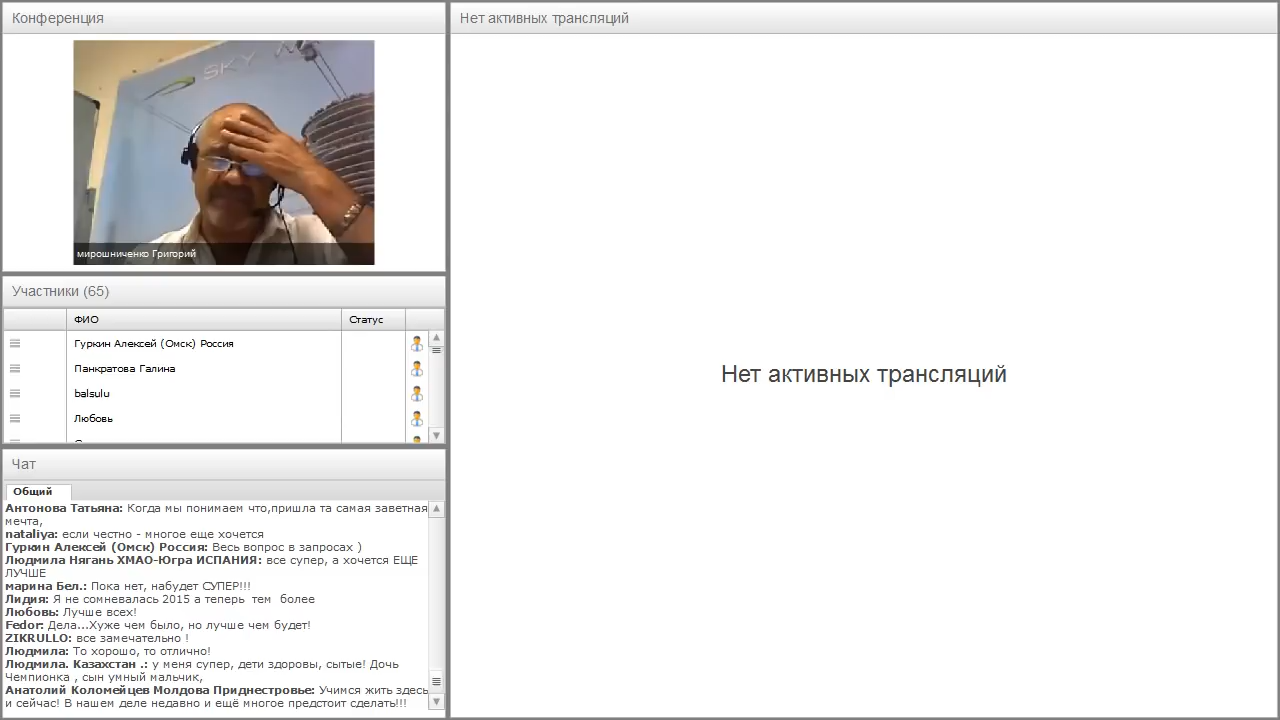 Конференция
Нет активных трансляций
SKY
мирошниченко Григорий
Участники (65)
ФИО
Статус
Гуркин Алексей (Омск) Россия
Панкратова Галина
balsulu
Любовь
Нет активных трансляций
Чат
Общий
Антонова Татьяна: Когда мы понимаем что,пришла та самая заветная
мечта,
nataliya: если честно - многое еще хочется
Гуркин Алексей (Омск) Россия: Весь вопрос в запросах )
Людмила Нягань ХМАО-Югра ИСПАНИЯ: все супер, а хочется ЕЩЕ
ЛУЧШЕ
марина Бел.: Пока нет, набудет СУПЕР!!!
Лидия: Я не сомневалась 2015 а теперь тем более
Любовь: Лучше всех!
Fedor: Дела...Хуже чем было, но лучше чем будет!
ZIKRULLO: все замечательно !
Людмила: То хорошо, то отлично!
Людмила. Казахстан .: у меня супер, дети здоровы, сытые! Дочь
Чемпионка , сын умный мальчик,
Анатолий Коломейцев Молдова Приднестровье: Учимся жить здесь
и сейчас! В нашем деле недявно и ещё многое предстоит сделать!!!